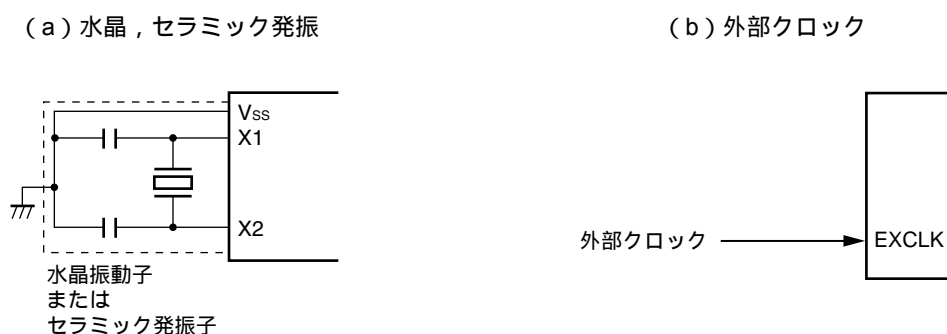 (a)水晶,セラミック発振
(b)外部クロック
VSS
X1
X2
水晶振動子
または
セラミック発振子
外部クロック
EXCLK